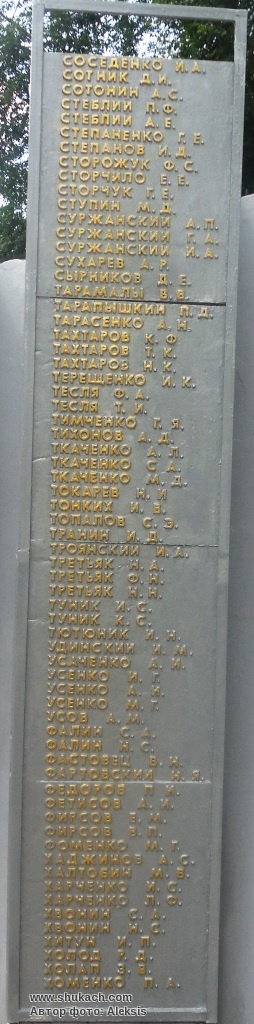 СОСЕДЕНКО И.А.
СОТНИК Д.И.
СОТОНИН А.С.
СТЕБЛИЙ П.Ф.
СТЕБЛИЙ А.Е.
СТЕПАНЕНКО Г.Е.
СТЕПАНОВ И.Д.
СТОРОЖУК Ф.С.
СТОРЧИЛО Е.Е.
СТОРЧУК Г.Е.
СТУПИН М.Д.
СУРЖАНСКИЙ А.П.
СУРЖАНСКИЙ Г.А.
СУРЖАНСКИЙ И.А.
СУХАРЕВ А.Р.
СЫРНИКОВ Д.З.
ТАРАМАЛЫ В.В.
ТАРАПЫШКИН П.Д.
ТАРАСЕНКО А.Н.
ТАХТАРОВ К.Ф.
ТАХТАРОВ Т.К.
ТАХТАРОВ Н.К.
ТЕРЕЩЕНКО И.К.
ТЕСЛЯ Ф.А.
ТЕСЛЯ Т.И.
ТИМЧЕНКО Г.Я.
ТИХОНОВ А.Д.
ТКАЧЕНКО А.Л.
ТКАЧЕНКО С.А.
ТКАЧЕНКО М.Д.
ТОКАРЕВ Н.И
ТОНКИХ И.В.
ТОПАЛОВ С.З.
ТРАНИН И.Д.
ТРОЯНСКИЙ И.А.
ТРЕТЬЯК Н.А.
ТРЕТЬЯК Ф.Н.
ТРЕТЬЯК Н.Н.
ТУНИК И.С.
ТУНИК К.С.
ТЮТЮНИК И.Н.
УДИНСКИЙ И.М.
УСАЧЕНКО А.И.
УСЕНКО И.Г.
УСЕНКО А.Н.
УСЕНКО М.Г.
УСОВ А.М.
ФАЛИН С.А.
ФАЛИН Н.С.
ФАСТОВЕЦ В.Н.
ФАРТОВСКИЙ Н.Я.
ФЕДОРОВ П.И.
ФЕТИСОВ А.И.
ФИРСОВ Е.М.
ФИРСОВ В.П.
ФОМЕНКО М.Г.
ХАДЖИНОВ А.С.
ХАЛТОБИН М.В.
ХАРЧЕНКО И.С.
ХАРЧЕНКО П.Ф.
ХВОНИН С.А.
ХВОНИН Н.С.
ХИТУН И.П.
ХОЛОД Р.Д.
ХОЛАП З.В.
ХОМЕНКО П.А.
www.shukach.com
Автор фото: Aleksis